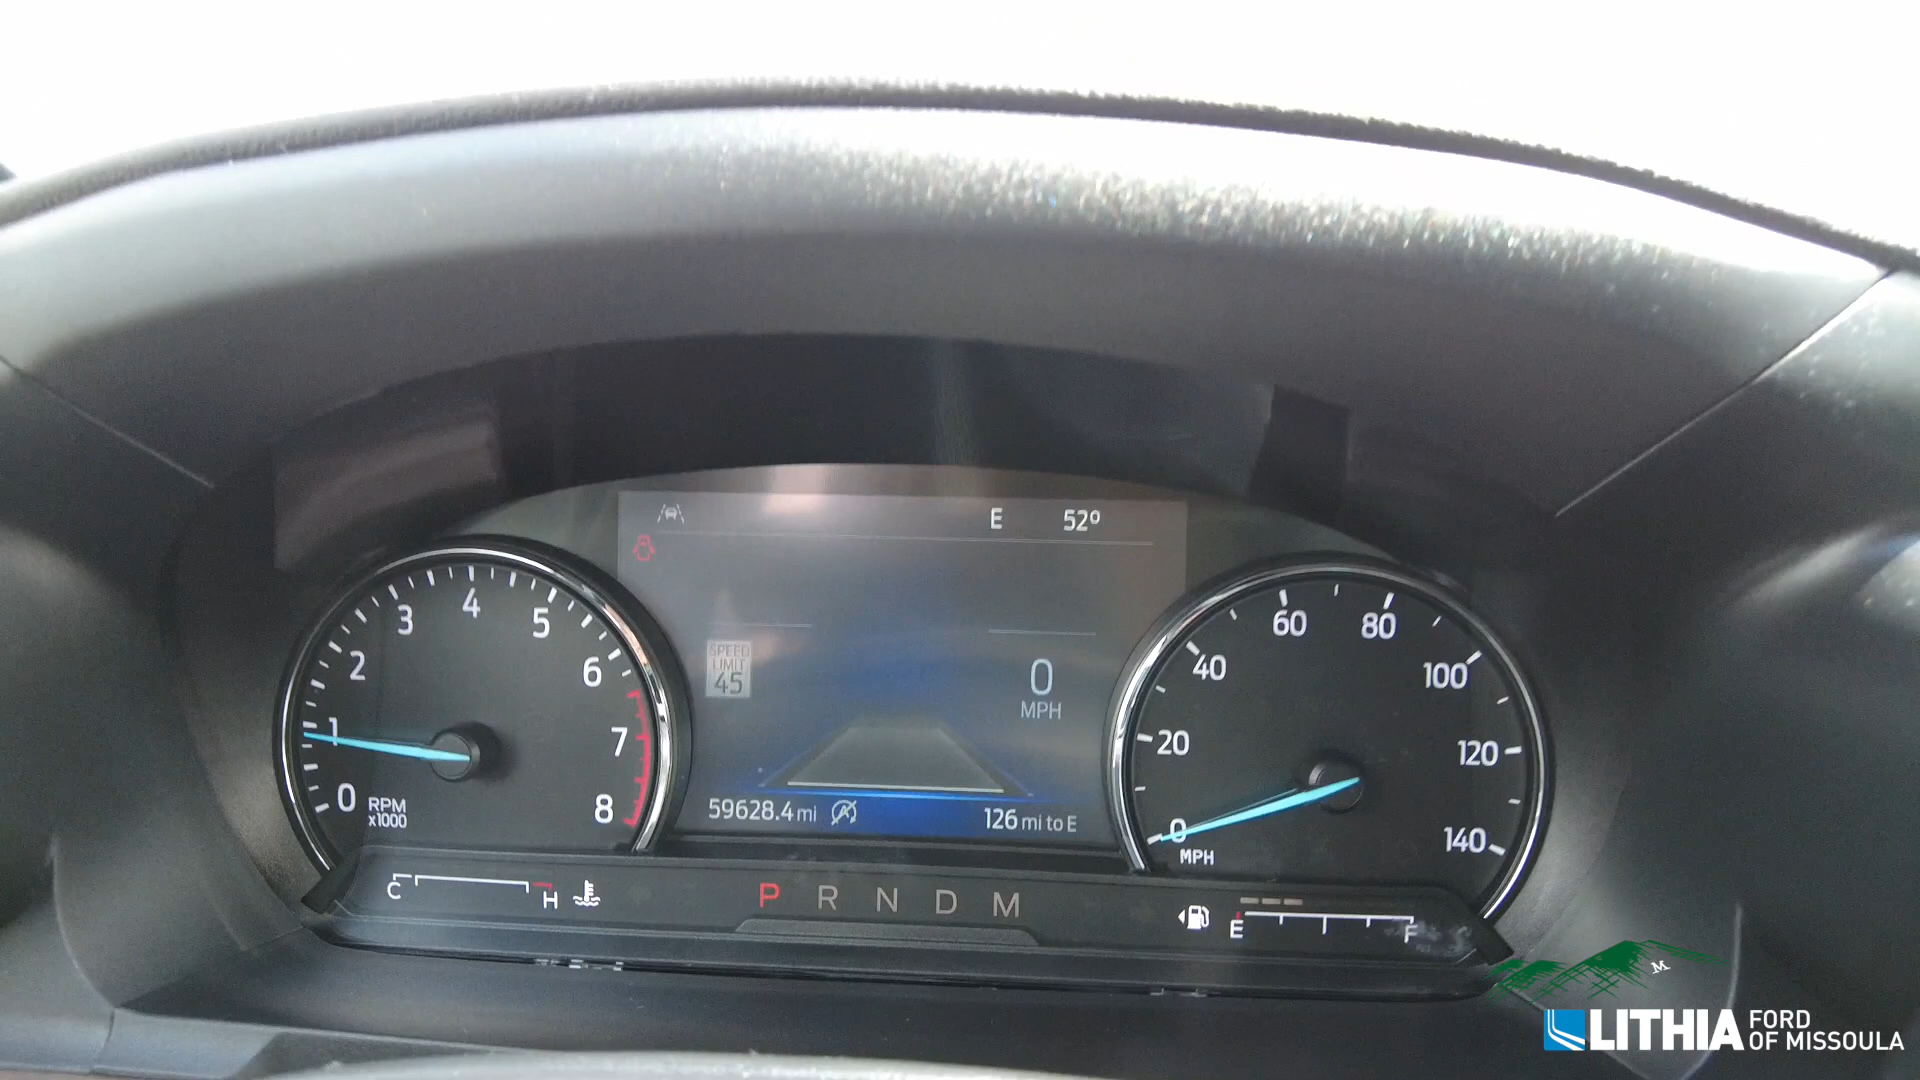 E 52º
SPEED
LIMIT
45
0
MPH
59628.4 mi
126 mi to E
0 1 2 3 4 5 6 7 8
RPM
x1000
0 20 40 60 80 100 120 140
MPH
C H
P R N D M
E F
M
LITHIA FORD
OF MISSOULA